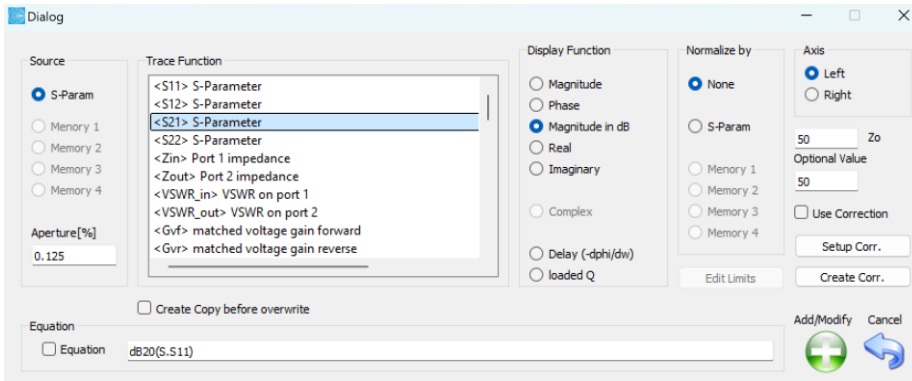 Dialog
Source
S-Param
Menory 1
Memory 2
Memory 3
Memory 4
Aperture[%]
0.125
Trace Function
<S11> S-Parameter
<S12> S-Parameter
<S21> S-Parameter
<S22> S-Parameter
<Zin> Port 1 impedance
<Zout> Port 2 impedance
<VSWR_in> VSWR on port 1
<VSWR_out> VSWR on port 2
<Gvf> matched voltage gain forward
<Gvr> matched voltage gain reverse
Create Copy before overwrite
Display Function
Magnitude
Phase
Magnitude in dB
Real
Imaginary
Complex
Delay (-dphi/dw)
loaded Q
Normalize by
None
S-Param
Menory 1
Memory 2
Memory 3
Memory 4
Edit Limits
Axis
Left
Right
50 Zo
Optional Value
50
Use Correction
Setup Corr.
Create Corr.
Equation
Equation dB20(S.S11)
Add/Modify Cancel